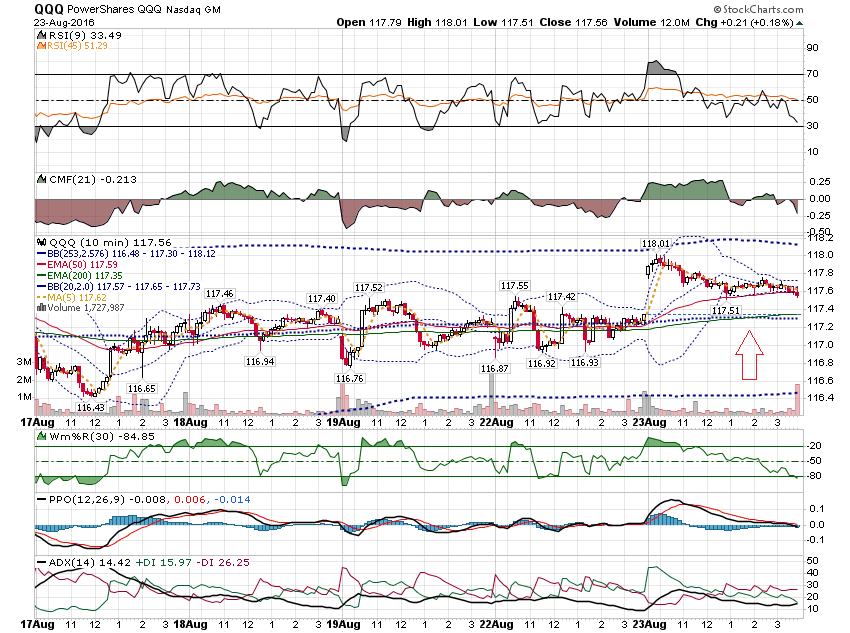 QQQ PowerShares QQQ Nasdaq GM © StockCharts.com
23-Aug-2016 Open 117.79 High 118.01 Low 117.51 Close 117.56 Volume 12.0M Chg +0.21 (+0.18%)
RSI(9) 33.49
RSI(45) 51.29
90
70
50
30
10
CMF(21) -0.213
0.25
0.00
-0.25
-0.50
QQQ (10 min) 117.56
BB(253,2.576) 116.48 - 117.30 - 118.12
EMA(50) 117.59
EMA(200) 117.35
BB(20,2.0) 117.57 - 117.65 - 117.73
MA(5) 117.62
Volume 1,727,987
118.2
118.0
117.8
117.6
117.4
117.2
117.0
116.8
116.6
116.4
3M
2M
1M
118.01
117.46
117.40
117.52
117.55
117.42
117.51
116.94
116.65
116.43
116.76
116.87
116.92
116.93
17Aug 11 12 1 2 3 18Aug 11 12 1 2 3 19Aug 11 12 1 2 3 22Aug 11 12 1 2 3 23Aug 11 12 1 2 3
Wm%R(30) -84.85
-20
-50
-80
PPO(12,26,9) -0.008, 0.006, -0.014
0.1
0.0
-0.1
ADX(14) 14.42 +DI 15.97 -DI 26.25
50
40
30
20
10
17Aug 11 12 1 2 3 18Aug 11 12 1 2 3 19Aug 11 12 1 2 3 22Aug 11 12 1 2 3 23Aug 11 12 1 2 3